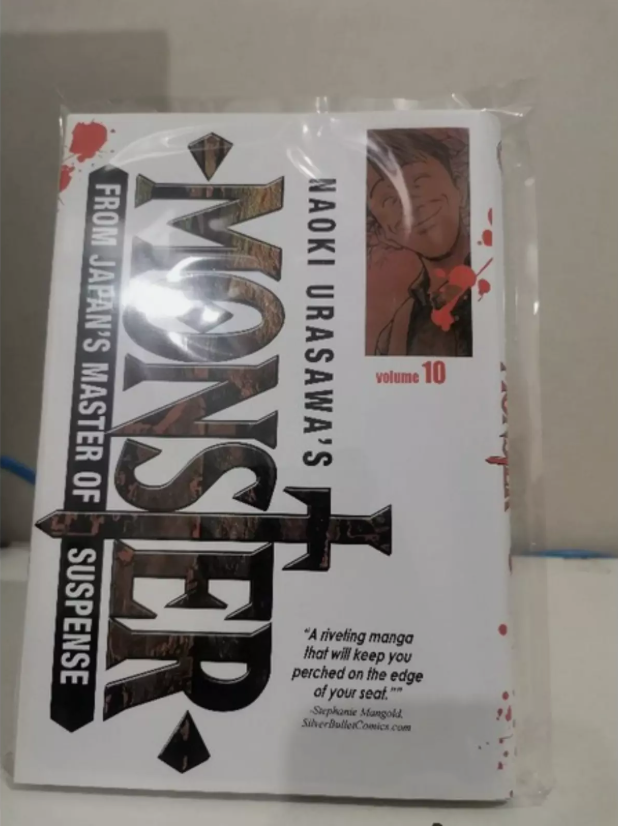 NAOKI URASAWA'S
MONSTER
FROM JAPAN'S MASTER OF SUSPENSE
volume 10
"A riveting manga
that will keep you
perched on the edge
of your seat.""
-Stephanie Mangold,
SilverBulletComics.com
MONSTER